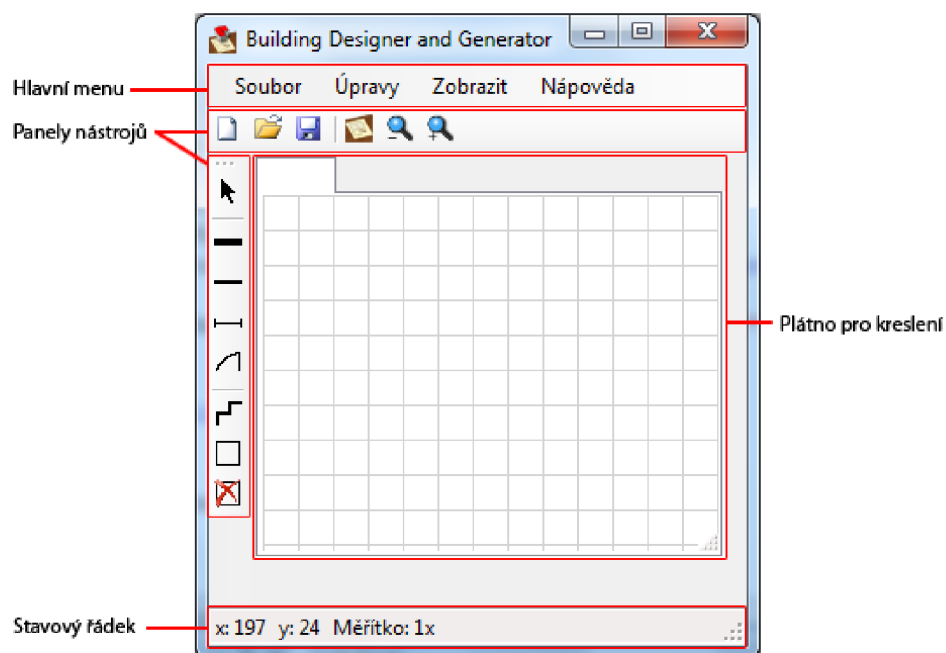 Building Designer and Generator
Hlavní menu
Soubor Úpravy Zobrazit Nápověda
Panely nástrojů
Plátno pro kreslení
Stavový řádek
x: 197 y: 24 Měřítko: 1x